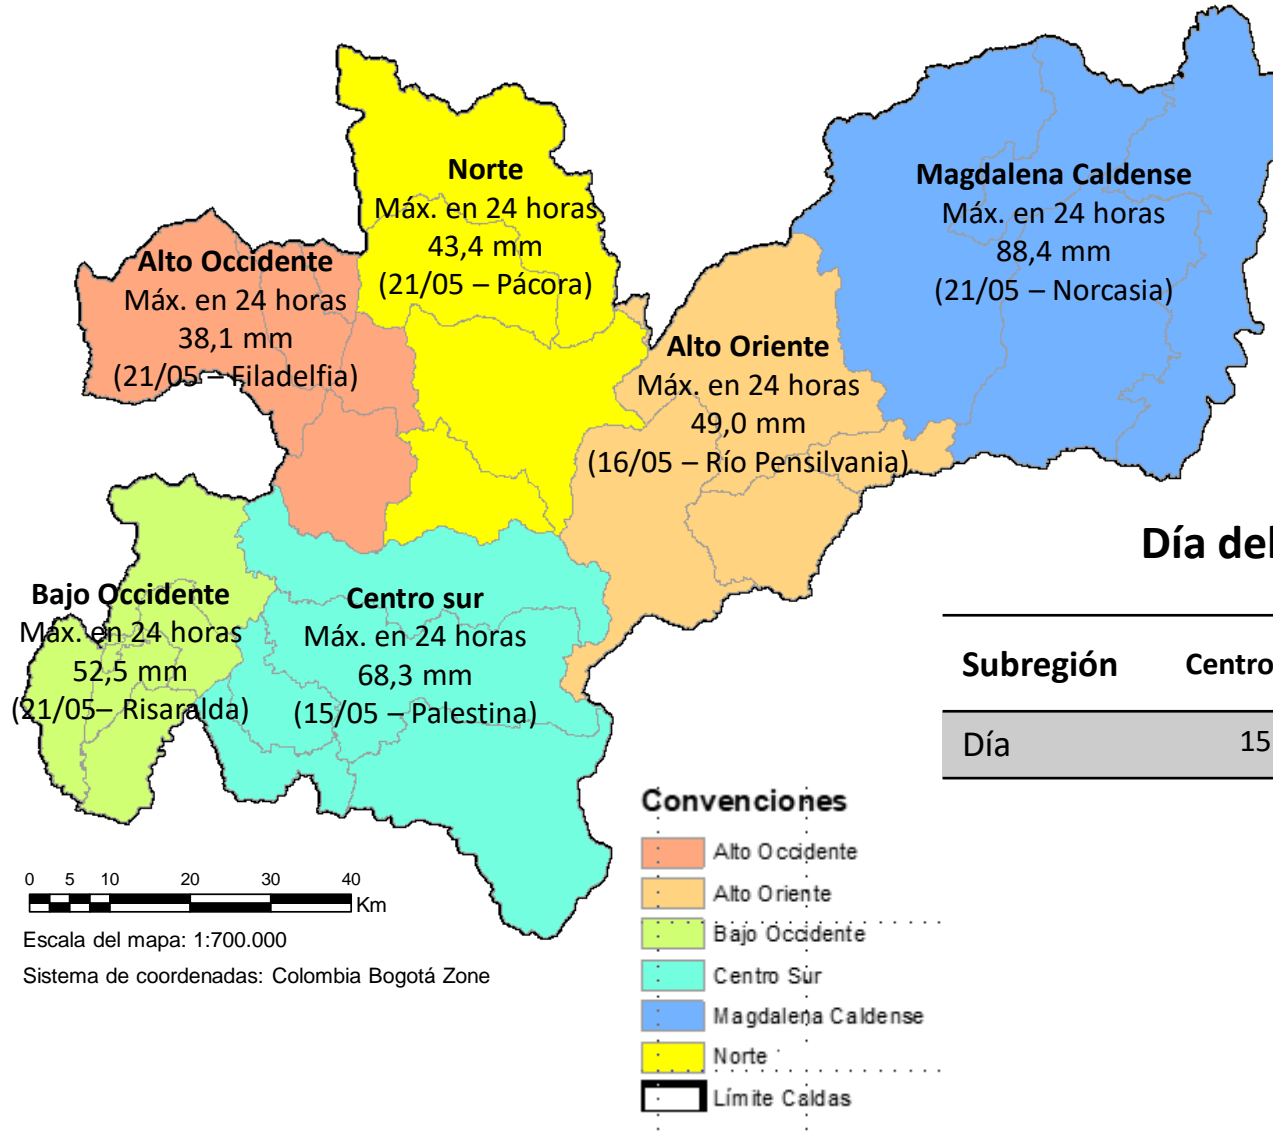 Norte
Máx. en 24 horas
43,4 mm
(21/05 – Pácora)
Magdalena Caldense
Máx. en 24 horas
88,4 mm
(21/05 – Norcasia)
Alto Occidente
Máx. en 24 horas
38,1 mm
(21/05 – Filadelfia)
Alto Oriente
Máx. en 24 horas
49,0 mm
(16/05 – Río Pensilvania)
Bajo Occidente
Máx. en 24 horas
52,5 mm
(21/05– Risaralda)
Centro sur
Máx. en 24 horas
68,3 mm
(15/05 – Palestina)
Día del
Subregión Centro
Día 15
Convenciones
Alto Occidente
Alto Oriente
Bajo Occidente
Centro Sur
Magdalena Caldense
Norte
Límite Caldas
0 5 10 20 30 40
Km
Escala del mapa: 1:700.000
Sistema de coordenadas: Colombia Bogotá Zone